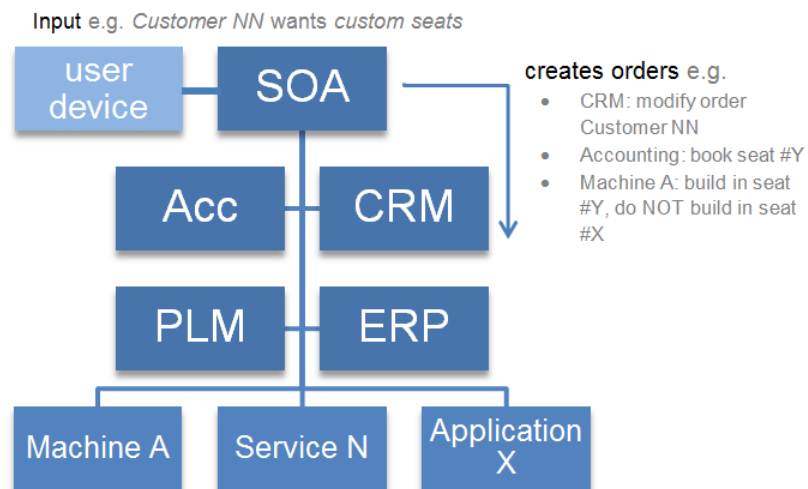 Input e.g. Customer NN wants custom seats
user
device
SOA
creates orders e.g.
• CRM: modify order
Customer NN
• Accounting: book seat #Y
• Machine A: build in seat
#Y, do NOT build in seat
#X
Acc
CRM
PLM
ERP
Machine A
Service N
Application
X